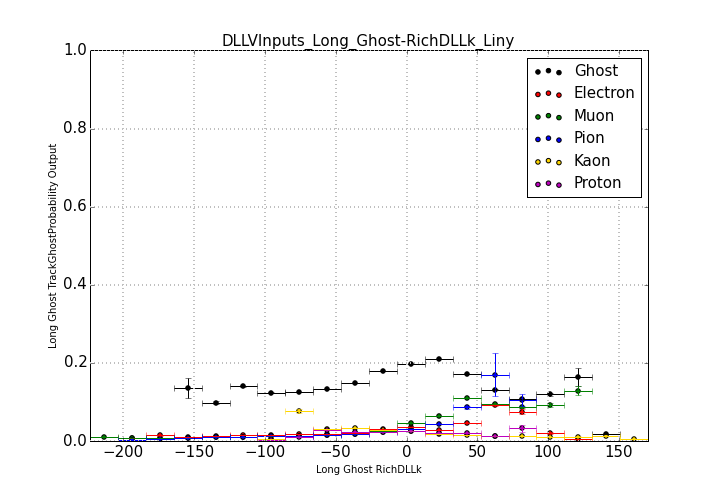 DLLVInputs_Long_Ghost-RichDLLk_Liny
1.0
0.8
0.6
0.4
0.2
0.0
Long Ghost TrackGhostProbability Output
Ghost
Electron
Muon
Pion
Kaon
Proton
−200 −150 −100 −50 0 50 100 150
Long Ghost RichDLLk